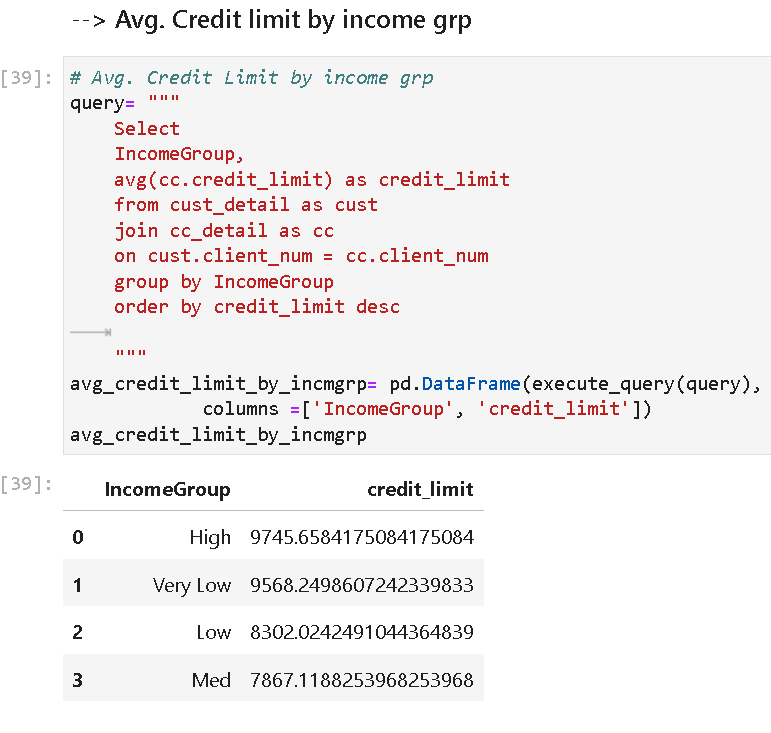 --> Avg. Credit limit by income grp
[39]: # Avg. Credit Limit by income grp
query= """
Select
IncomeGroup,
avg(cc.credit_limit) as credit_limit
from cust_detail as cust
join cc_detail as cc
on cust.client_num = cc.client_num
group by IncomeGroup
order by credit_limit desc
"""
avg_credit_limit_by_incmgrp= pd.DataFrame(execute_query(query),
columns =['IncomeGroup', 'credit_limit'])
avg_credit_limit_by_incmgrp
[39]: IncomeGroup credit_limit
0 High 9745.6584175084175084
1 Very Low 9568.2498607242339833
2 Low 8302.0242491044364839
3 Med 7867.1188253968253968